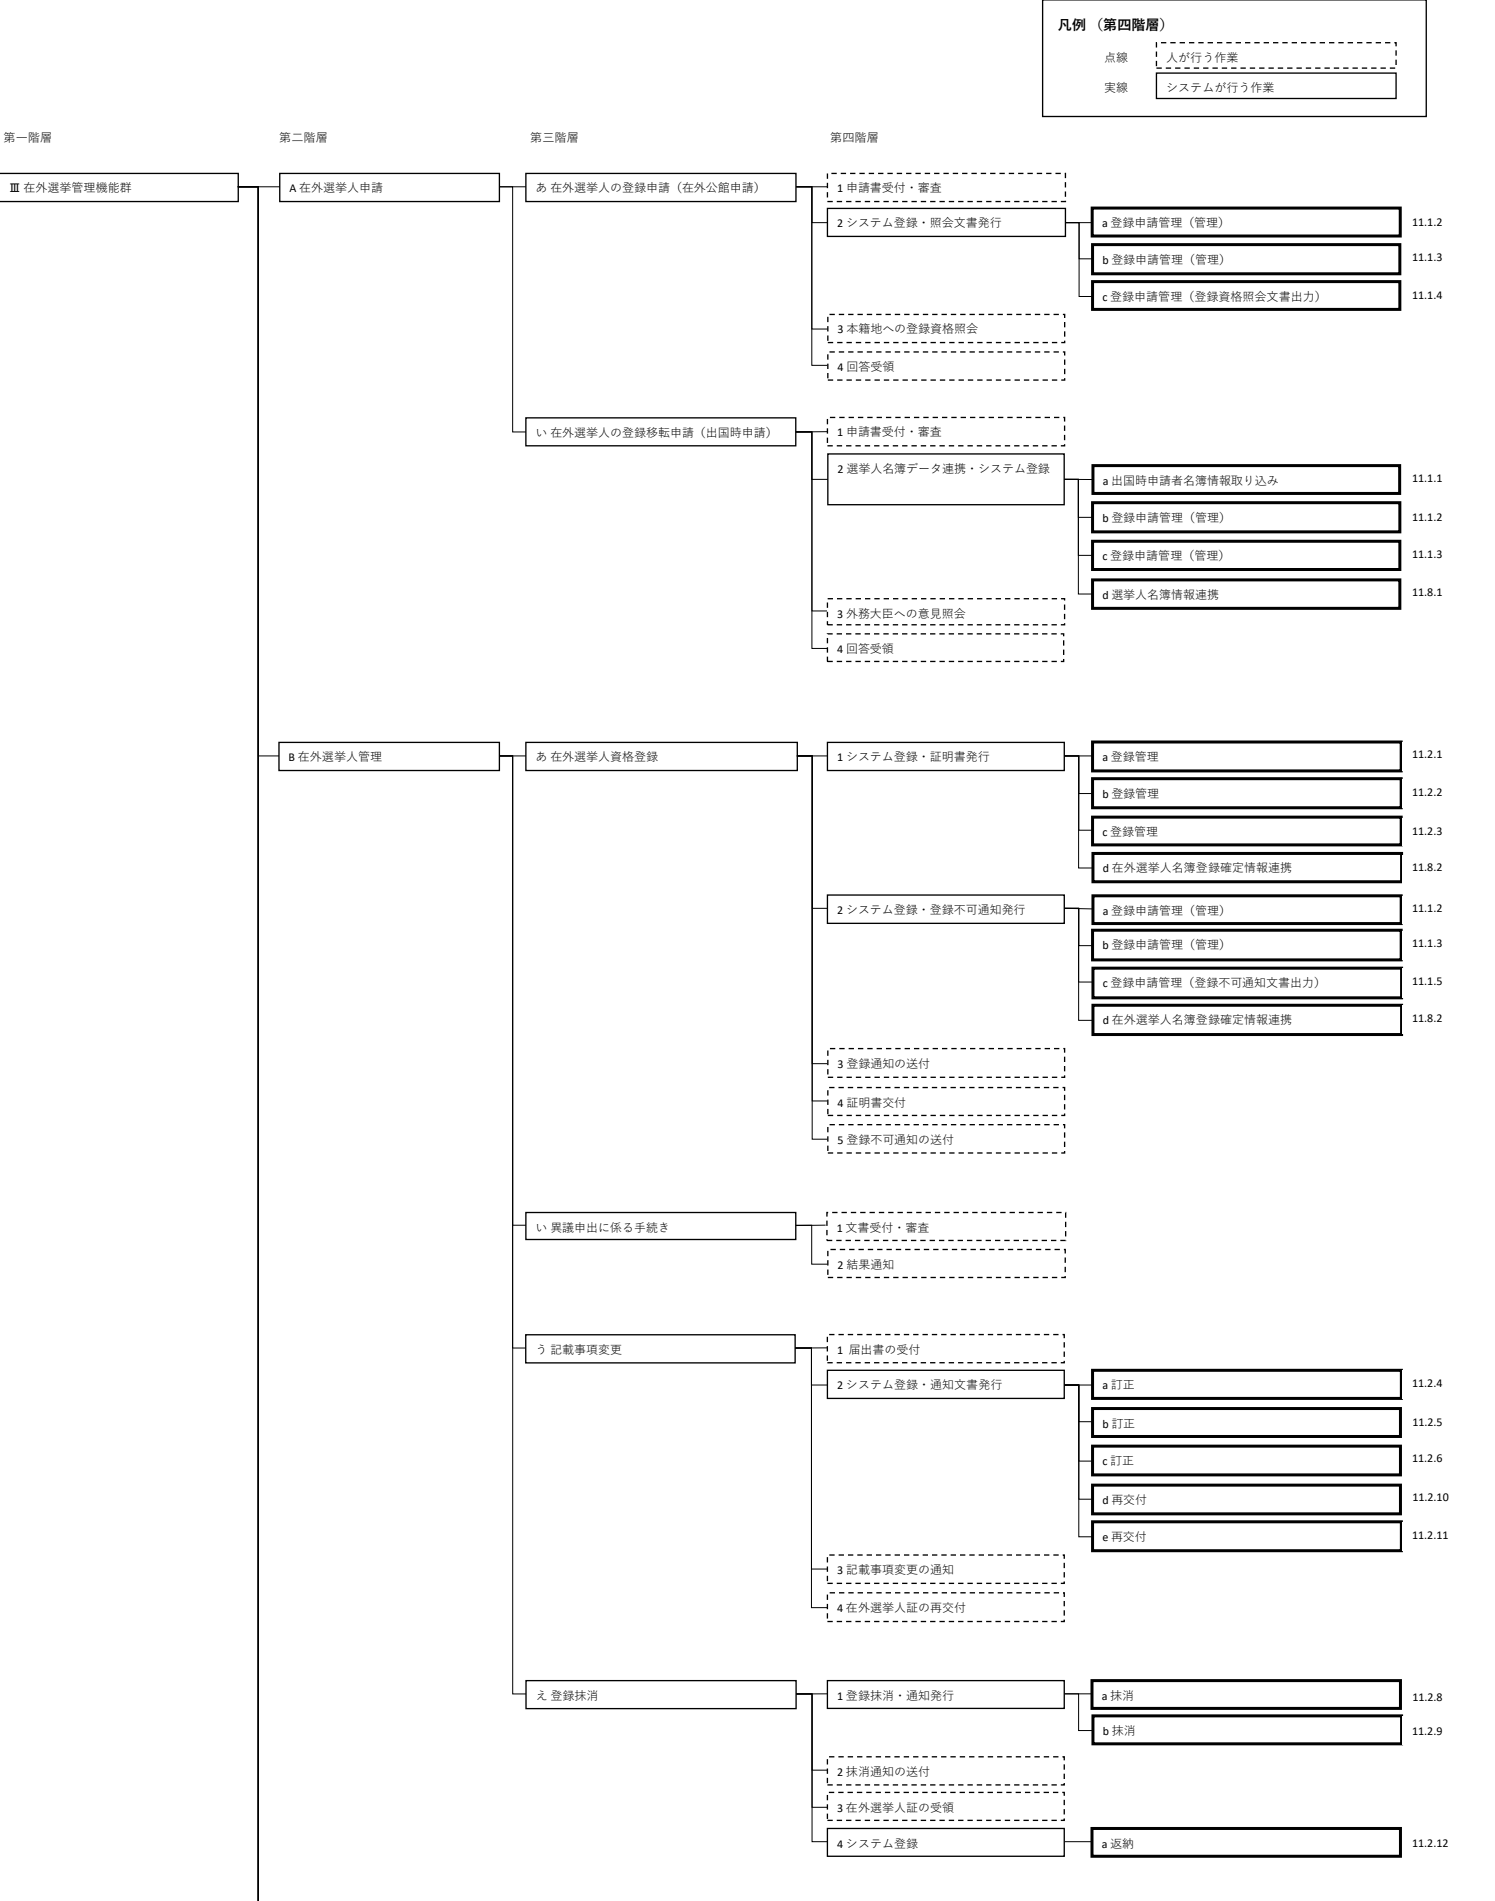 凡例 （第四階層）
点線 人が行う作業
実線 システムが行う作業
第一階層 第二階層 第三階層 第四階層
Ⅲ 在外選挙管理機能群 A 在外選挙人申請 あ 在外選挙人の登録申請（在外公館申請） 1 申請書受付・審査
2 システム登録・照会文書発行 a 登録申請管理（管理） 11.1.2
b 登録申請管理（管理） 11.1.3
c 登録申請管理（登録資格照会文書出力） 11.1.4
3 本籍地への登録資格照会
4 回答受領
い 在外選挙人の登録移転申請（出国時申請） 1 申請書受付・審査
2 選挙人名簿データ連携・システム登録 a 出国時申請者名簿情報取り込み 11.1.1
b 登録申請管理（管理） 11.1.2
c 登録申請管理（管理） 11.1.3
d 選挙人名簿情報連携 11.8.1
3 外務大臣への意見照会
4 回答受領
B 在外選挙人管理 あ 在外選挙人資格登録 1 システム登録・証明書発行 a 登録管理 11.2.1
b 登録管理 11.2.2
c 登録管理 11.2.3
d 在外選挙人名簿登録確定情報連携 11.8.2
2 システム登録・登録不可通知発行 a 登録申請管理（管理） 11.1.2
b 登録申請管理（管理） 11.1.3
c 登録申請管理（登録不可通知文書出力） 11.1.5
d 在外選挙人名簿登録確定情報連携 11.8.2
3 登録通知の送付
4 証明書交付
5 登録不可通知の送付
い 異議申出に係る手続き 1 文書受付・審査
2 結果通知
う 記載事項変更 1 届出書の受付
2 システム登録・通知文書発行 a 訂正 11.2.4
b 訂正 11.2.5
c 訂正 11.2.6
d 再交付 11.2.10
e 再交付 11.2.11
3 記載事項変更の通知
4 在外選挙人証の再交付
え 登録抹消 1 登録抹消・通知発行 a 抹消 11.2.8
b 抹消 11.2.9
2 抹消通知の送付
3 在外選挙人証の受領
4 システム登録 a 返納 11.2.12